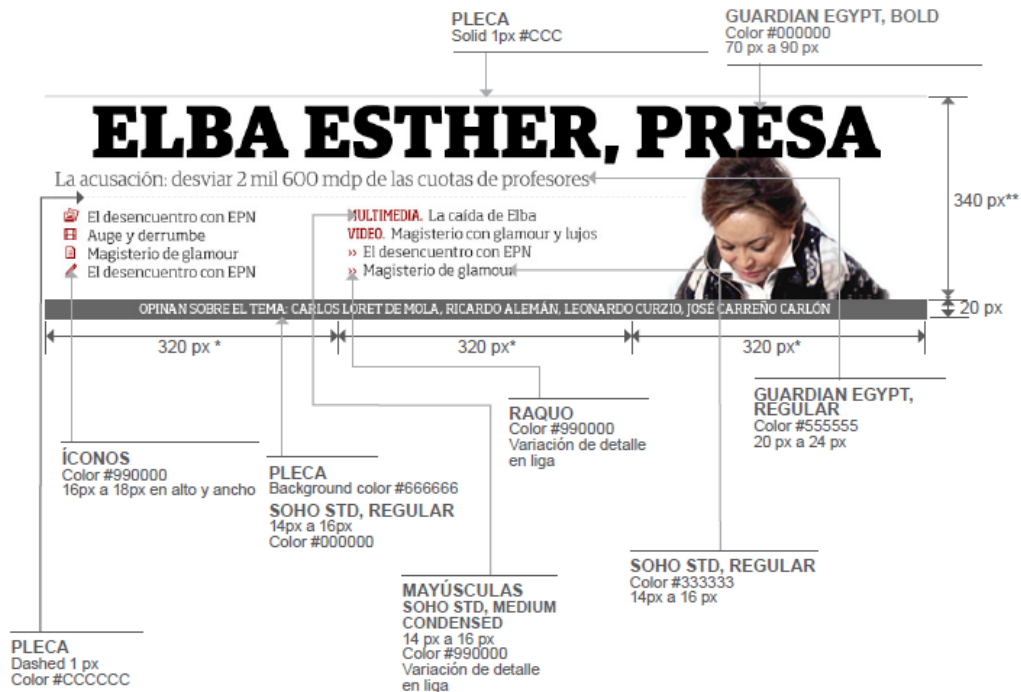 PLECA
Solid 1px #CCC
GUARDIAN EGYPT, BOLD
Color #000000
70 px a 90 px
ELBA ESTHER, PRESA
La acusación: desviar 2 mil 600 mdp de las cuotas de profesores
340 px**
El desencuentro con EPN
Auge y derrumbe
Magisterio de glamour
El desencuentro con EPN
MULTIMEDIA. La caída de Elba
VIDEO. Magisterio con glamour y lujos
» El desencuentro con EPN
» Magisterio de glamour
OPINAN SOBRE EL TEMA: CARLOS LORET DE MOLA, RICARDO ALEMÁN, LEONARDO CURZIO, JOSÉ CARREÑO CARLÓN
20 px
320 px *
320 px*
320 px*
GUARDIAN EGYPT,
REGULAR
Color #555555
20 px a 24 px
RAQUO
Color #990000
Variación de detalle
en liga
ÍCONOS
Color #990000
16px a 18px en alto y ancho
PLECA
Background color #666666
SOHO STD, REGULAR
14px a 16px
Color #000000
SOHO STD, REGULAR
Color #333333
14px a 16 px
MAYÚSCULAS
SOHO STD, MEDIUM
CONDENSED
14 px a 16 px
Color #990000
Variación de detalle
en liga
PLECA
Dashed 1 px
Color #CCCCCC